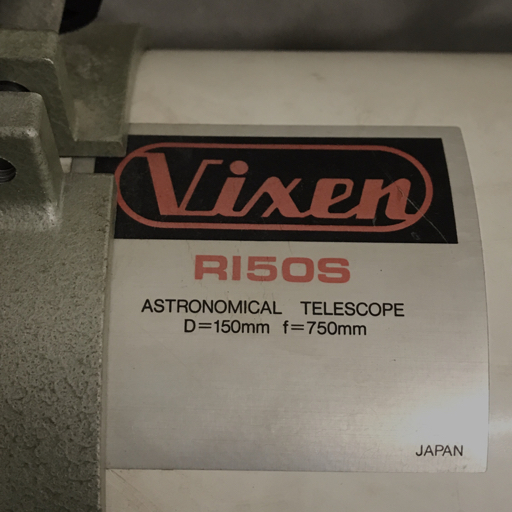 Vixen
R150S
ASTRONOMICAL TELESCOPE
D=150mm f=750mm
JAPAN